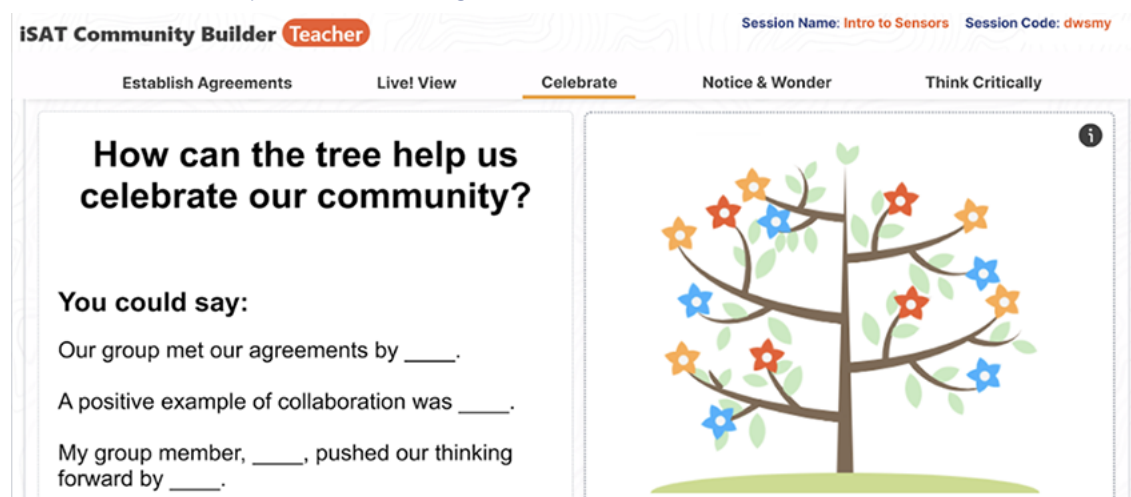 iSAT Community Builder Teacher
Session Name: Intro to Sensors Session Code: dwsmy
Establish Agreements Live! View Celebrate Notice & Wonder Think Critically
How can the tree help us
celebrate our community?
i
You could say:
Our group met our agreements by ____.
A positive example of collaboration was ____.
My group member, ____, pushed our thinking
forward by ____.